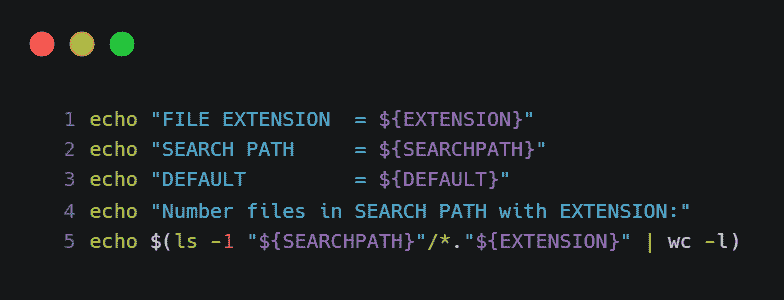 1 echo "FILE EXTENSION  = ${EXTENSION}"
2 echo "SEARCH PATH     = ${SEARCHPATH}"
3 echo "DEFAULT         = ${DEFAULT}"
4 echo "Number files in SEARCH PATH with EXTENSION:"
5 echo $(ls -1 "${SEARCHPATH}"/*."${EXTENSION}" | wc -l)